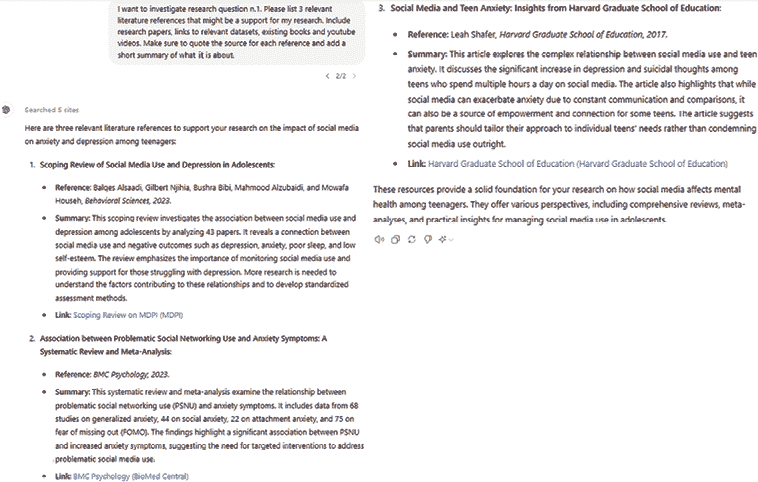 I want to investigate research question n.1. Please list 3 relevant
literature references that might be a support for my research. Include
research papers, links to relevant datasets, existing books and youtube
videos. Make sure to quote the source for each reference and add a
short summary of what it is about.
2/2
Searched 5 sites
Here are three relevant literature references to support your research on the impact of social media
on anxiety and depression among teenagers:
1. Scoping Review of Social Media Use and Depression in Adolescents:
Reference: Balqes Alsaadi, Gilbert Njihia, Bushra Bibi, Mahmood Alzubaidi, and Mowafa
Househ, Behavioral Sciences, 2023.
Summary: This scoping review investigates the association between social media use and
depression among adolescents by analyzing 43 papers. It reveals a connection between
social media use and negative outcomes such as depression, anxiety, poor sleep, and low
self-esteem. The review emphasizes the importance of monitoring social media use and
providing support for those struggling with depression. More research is needed to
understand the factors contributing to these relationships and to develop standardized
assessment methods.
Link: Scoping Review on MDPI (MDPI)
2. Association between Problematic Social Networking Use and Anxiety Symptoms: A
Systematic Review and Meta-Analysis:
Reference: BMC Psychology, 2023.
Summary: This systematic review and meta-analysis examine the relationship between
problematic social networking use (PSNU) and anxiety symptoms. It includes data from 68
studies on generalized anxiety, 44 on social anxiety, 22 on attachment anxiety, and 75 on
fear of missing out (FOMO). The findings highlight a significant association between PSNU
and increased anxiety symptoms, suggesting the need for targeted interventions to address
problematic social media use.
Link: BMC Psychology (BioMed Central)
3. Social Media and Teen Anxiety: Insights from Harvard Graduate School of Education:
Reference: Leah Shafer, Harvard Graduate School of Education, 2017.
Summary: This article explores the complex relationship between social media use and teen
anxiety. It discusses the significant increase in depression and suicidal thoughts among
teens who spend multiple hours a day on social media. The article also highlights that while
social media can exacerbate anxiety due to constant communication and comparisons, it
can also be a source of empowerment and connection for some teens. The article suggests
that parents should tailor their approach to individual teens' needs rather than condemning
social media use outright.
Link: Harvard Graduate School of Education (Harvard Graduate School of Education)
These resources provide a solid foundation for your research on how social media affects mental
health among teenagers. They offer various perspectives, including comprehensive reviews, meta-
analyses, and practical insights for managing social media use in adolescents.